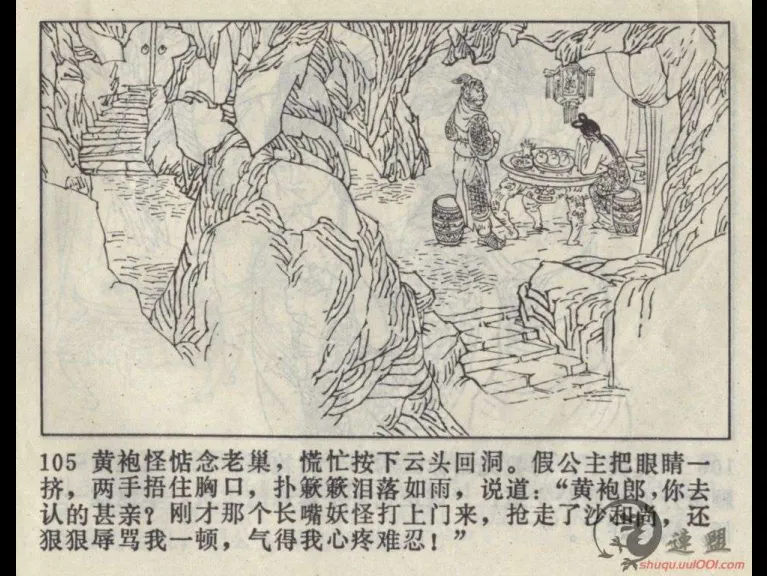 105 黄袍怪惦念老巢，慌忙按下云头回洞。假公主把眼睛一
挤，两手捂住胸口，扑簌簌泪落如雨，说道：“黄袍郎，你去
认的甚亲？刚才那个长嘴妖怪打上门来，抢走了沙和尚，还
狠狠辱骂我一顿，气得我心疼难忍！”
連盟
shuqu.uul001.com